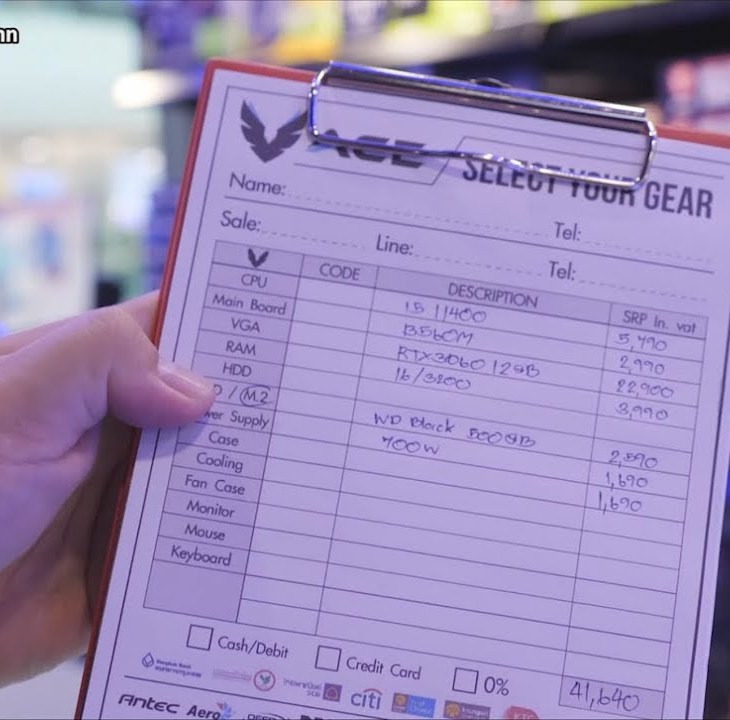 ACE SELECT YOUR GEAR
Name: Tel:
Sale: Line: Tel:
CODE DESCRIPTION SRP In. vat
CPU i5 11400 5,790
Main Board B560M 2,990
VGA RTX3060 12GB 22,900
RAM 16/3200 3,990
HDD
/ M.2 WD Black 500GB 2,590
wer Supply 700W 1,690
Case 1,690
Cooling
Fan Case
Monitor
Mouse
Keyboard
Cash/Debit Credit Card 0% 41,640
citi
Antec Aero